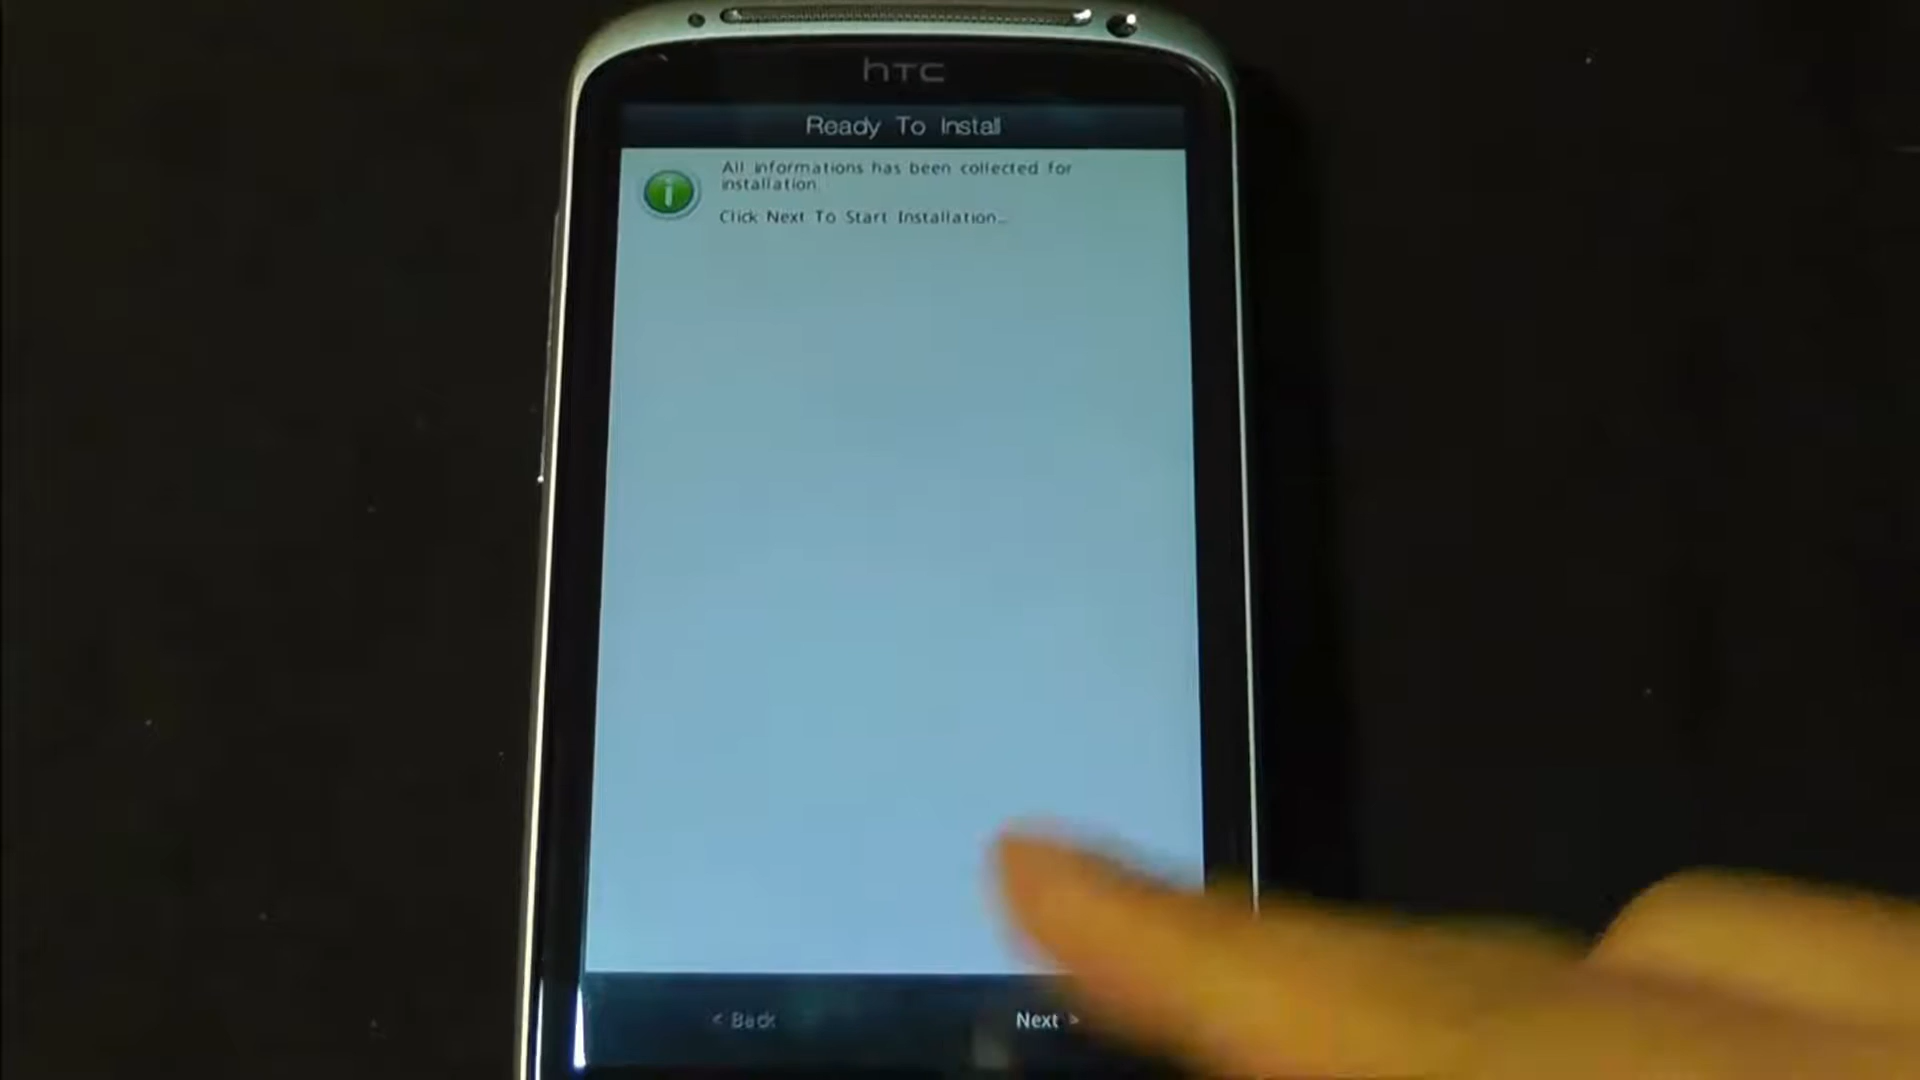 hTC
Ready To Install
All informations has been collected for
installation.
Click Next To Start Installation...
< Back
Next >